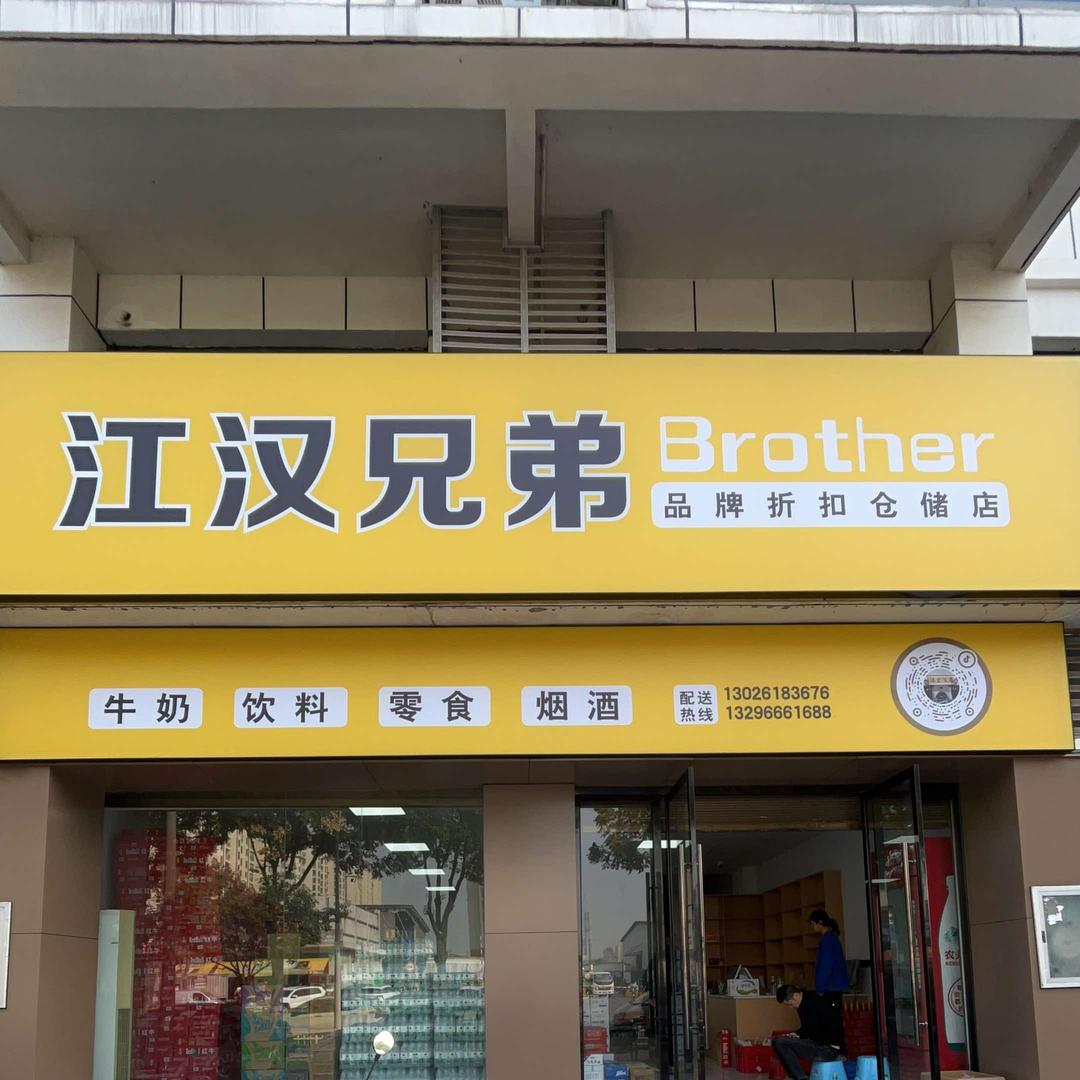 江汉兄弟
Brother
品牌折扣仓储店
牛奶 饮料 零食 烟酒
配送热线
13026183676
13296661688